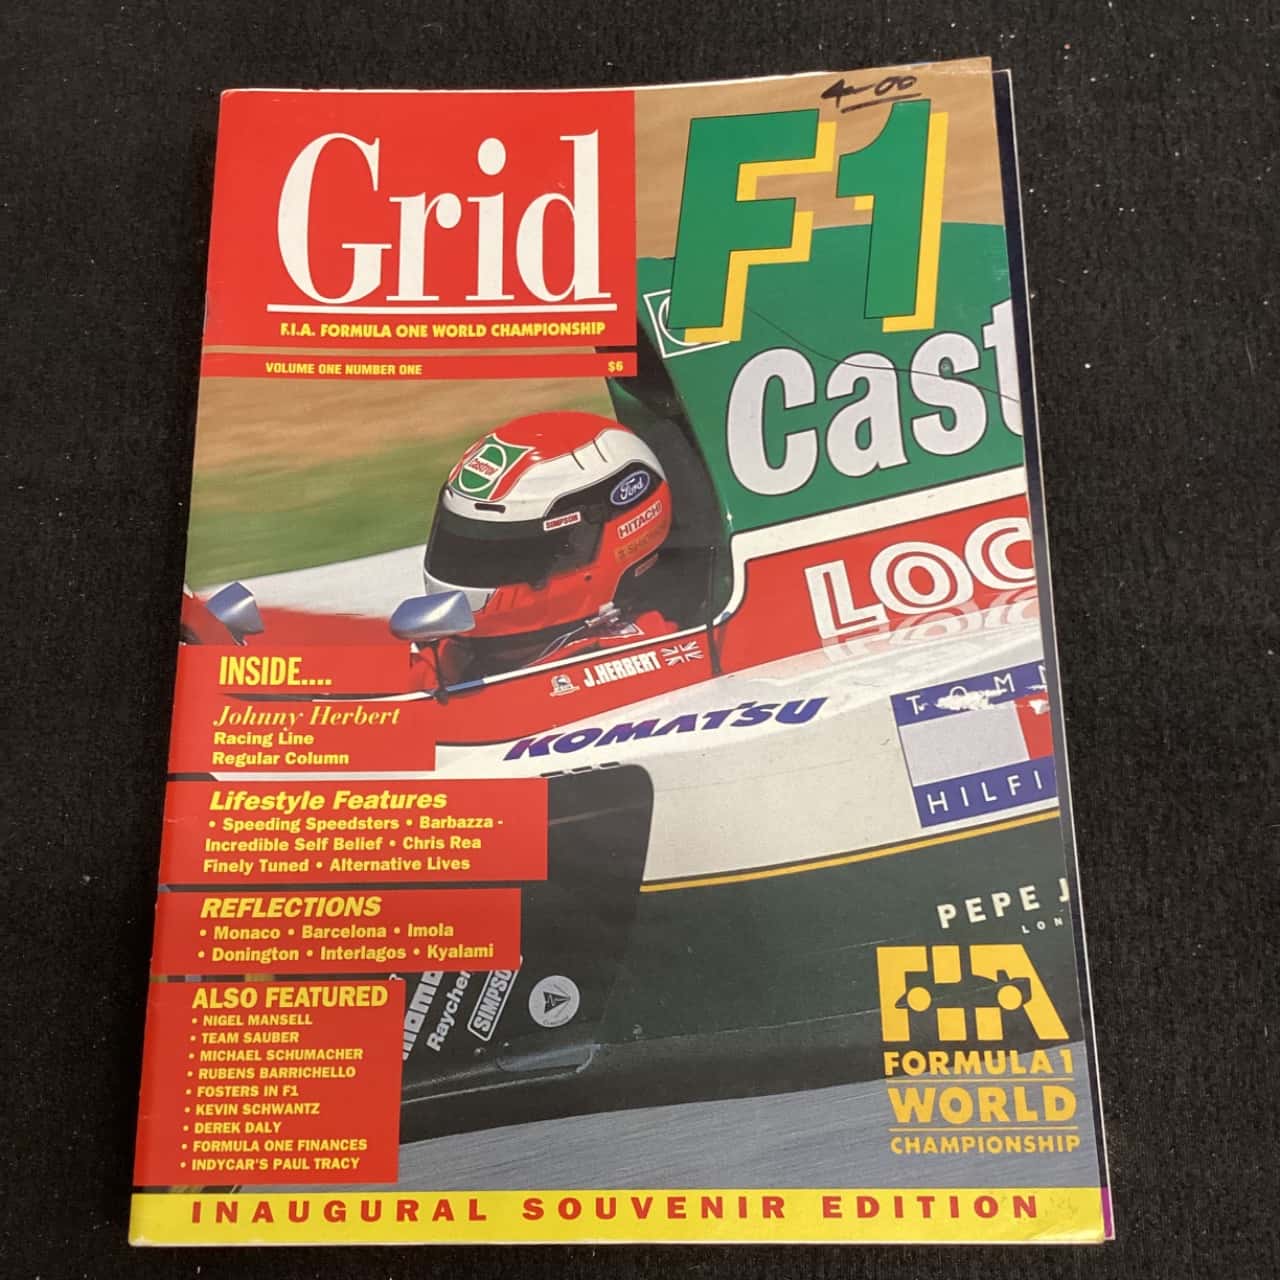 4-00
Grid
F1
F.I.A. FORMULA ONE WORLD CHAMPIONSHIP
VOLUME ONE NUMBER ONE $6
Cast
Castrol
Ford
SIMPSON
HITACHI
LOC
J.HERBERT
KOMATSU
HILFI
INSIDE....
Johnny Herbert
Racing Line
Regular Column
Lifestyle Features
• Speeding Speedsters • Barbazza -
Incredible Self Belief • Chris Rea
Finely Tuned • Alternative Lives
REFLECTIONS
• Monaco • Barcelona • Imola
• Donington • Interlagos • Kyalami
PEPE J
LON
ALSO FEATURED
• NIGEL MANSELL
• TEAM SAUBER
• MICHAEL SCHUMACHER
• RUBENS BARRICHELLO
• FOSTERS IN F1
• KEVIN SCHWANTZ
• DEREK DALY
• FORMULA ONE FINANCES
• INDYCAR'S PAUL TRACY
Rayche
SIMPSO
FIA
FORMULA 1
WORLD
CHAMPIONSHIP
INAUGURAL SOUVENIR EDITION